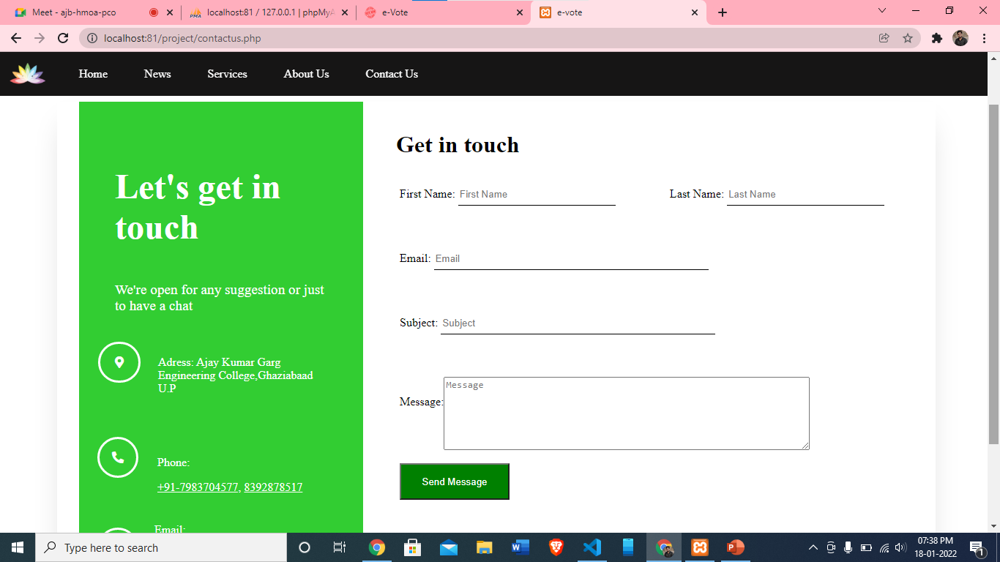 Meet - ajb-hmoa-pco
localhost:81 / 127.0.0.1 | phpMyA
e-Vote
e-vote
localhost:81/project/contactus.php
Home News Services About Us Contact Us
Let's get in
touch
We're open for any suggestion or just
to have a chat
Adress: Ajay Kumar Garg
Engineering College,Ghaziabaad
U.P
Phone:
+91-7983704577, 8392878517
Email:
Get in touch
First Name: First Name
Last Name: Last Name
Email: Email
Subject: Subject
Message: Message
Send Message
Type here to search
07:38 PM
18-01-2022
1